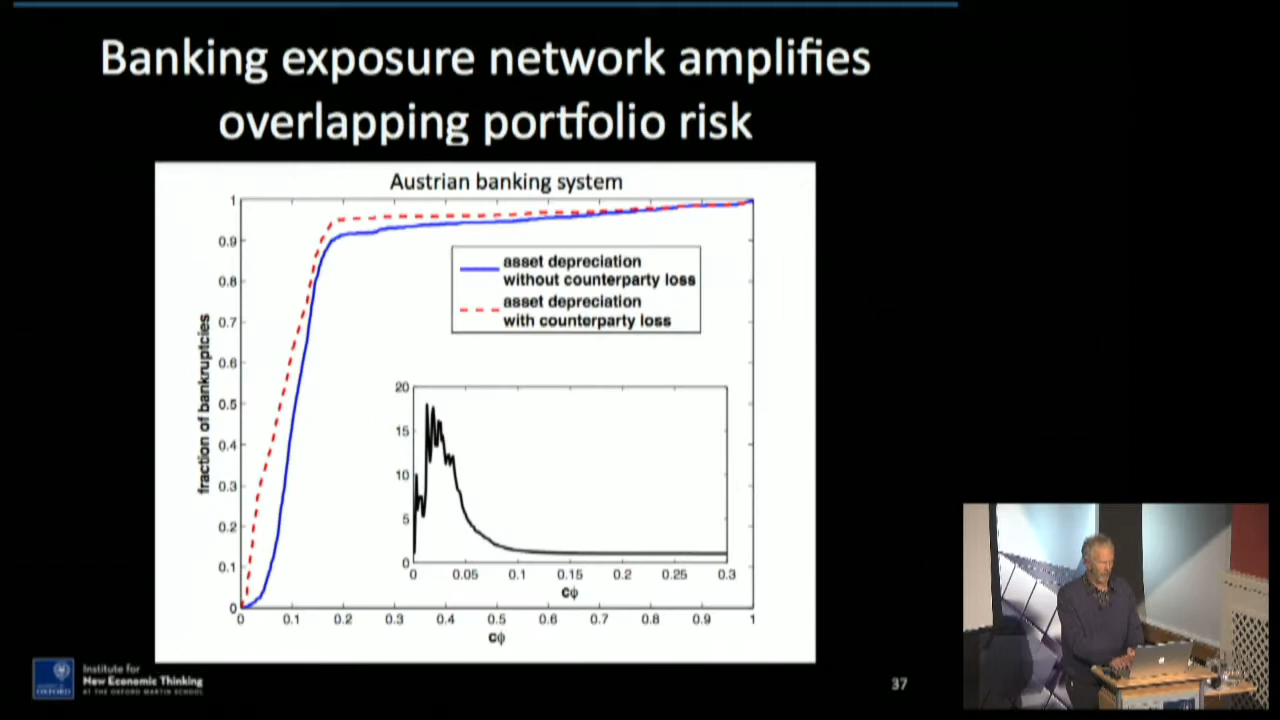 Banking exposure network amplifies
overlapping portfolio risk
Austrian banking system
asset depreciation
without counterparty loss
asset depreciation
with counterparty loss
fraction of bankruptcies
1
0.9
0.8
0.7
0.6
0.5
0.4
0.3
0.2
0.1
0
0 0.1 0.2 0.3 0.4 0.5 0.6 0.7 0.8 0.9 1
cϕ
20
15
10
5
0
0 0.05 0.1 0.15 0.2 0.25 0.3
cϕ
OXFORD
Institute for
New Economic Thinking
AT THE OXFORD MARTIN SCHOOL
37